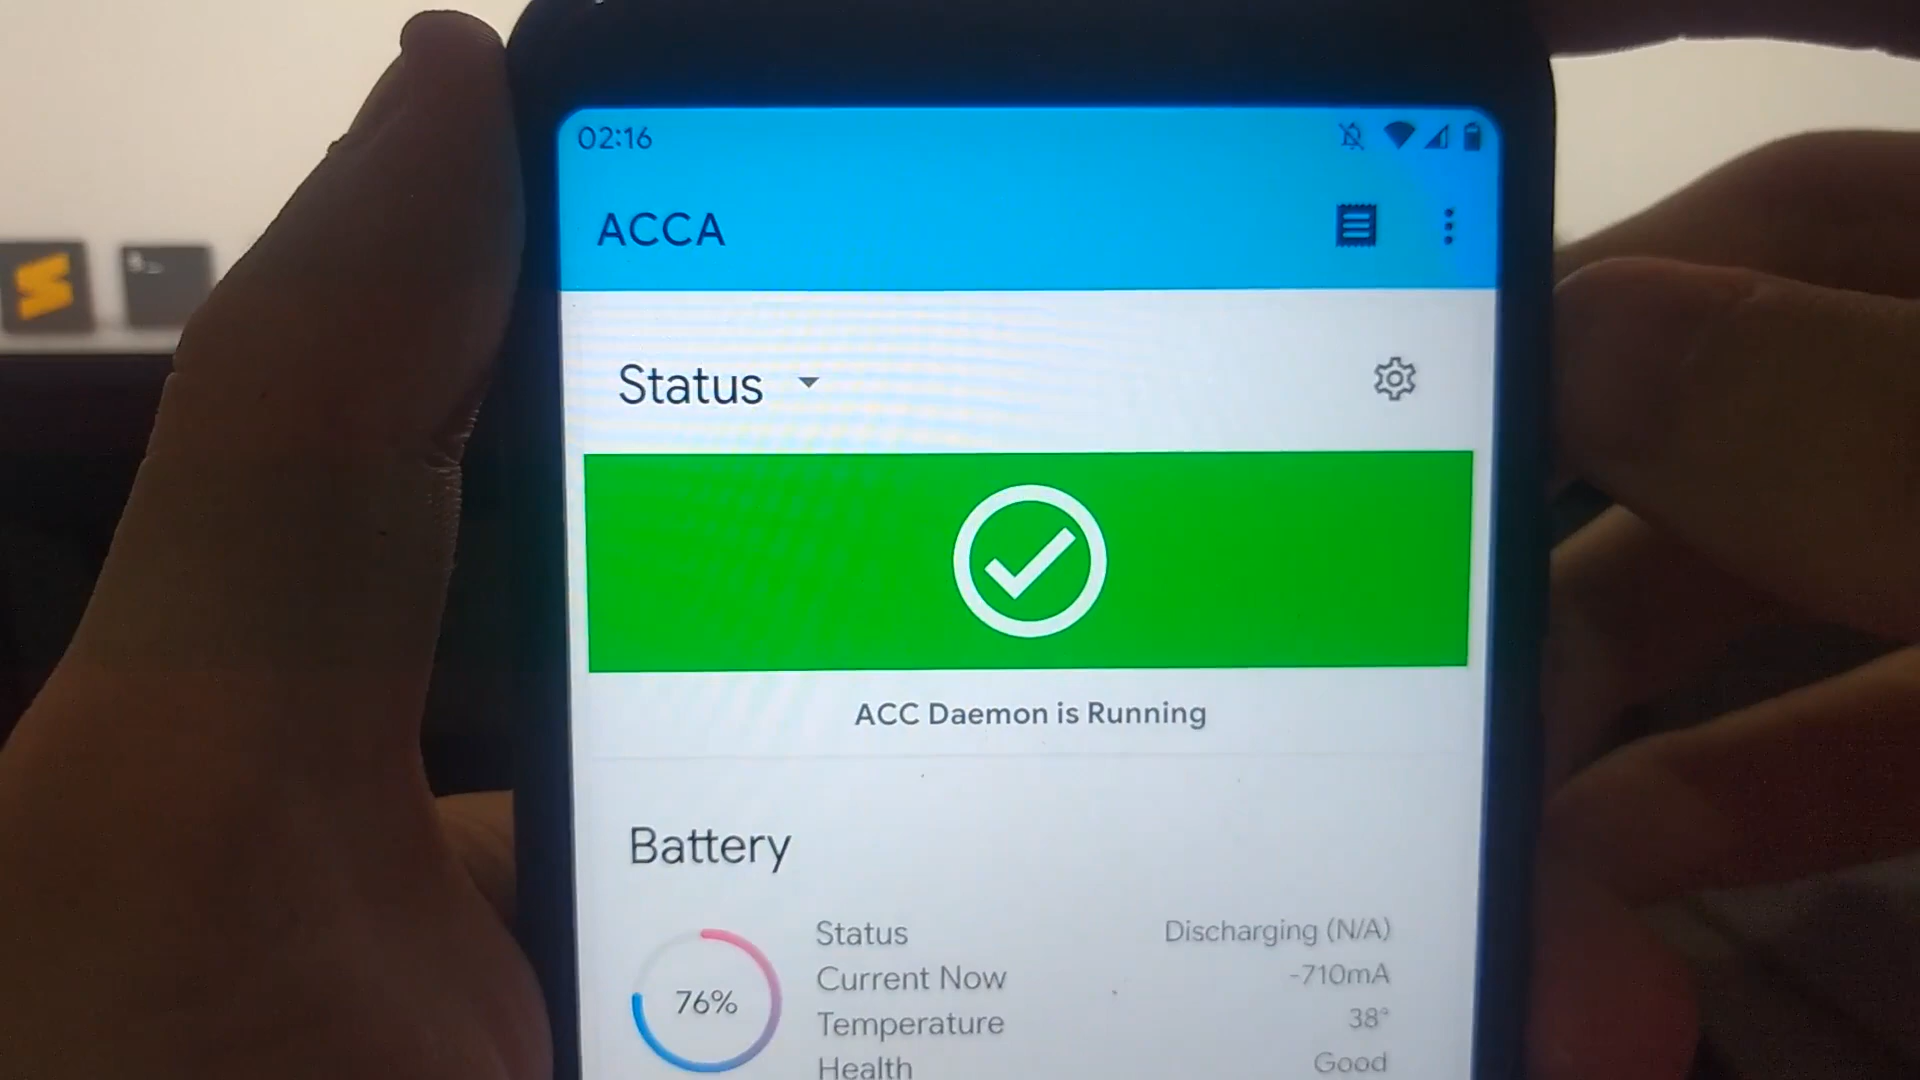 02:16
ACCA
Status
ACC Daemon is Running
Battery
76%
Status Discharging (N/A)
Current Now -710mA
Temperature 38°
Health Good